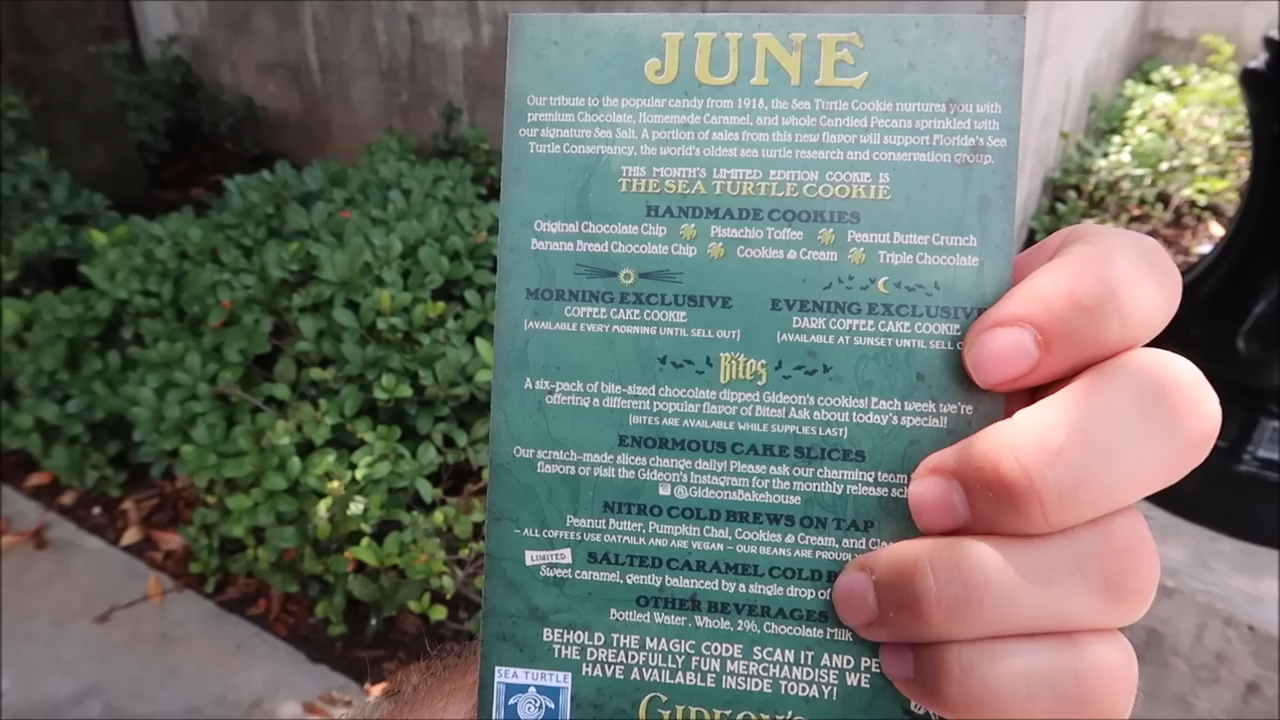 JUNE
Our tribute to the popular candy from 1918, the Sea Turtle Cookie nurtures you with
premium Chocolate, Homemade Caramel, and whole Candied Pecans sprinkled with
our signature Sea Salt. A portion of sales from this new flavor will support Florida's Sea
Turtle Conservancy, the world's oldest sea turtle research and conservation group.
THIS MONTH'S LIMITED EDITION COOKIE IS
THE SEA TURTLE COOKIE
HANDMADE COOKIES
Original Chocolate Chip Pistachio Toffee Peanut Butter Crunch
Banana Bread Chocolate Chip Cookies & Cream Triple Chocolate
MORNING EXCLUSIVE
COFFEE CAKE COOKIE
(AVAILABLE EVERY MORNING UNTIL SELL OUT)
EVENING EXCLUSIVE
DARK COFFEE CAKE COOKIE
(AVAILABLE AT SUNSET UNTIL SELL
Bites
A six-pack of bite-sized chocolate dipped Gideon's cookies! Each week we're
offering a different popular flavor of Bites! Ask about today's special!
(BITES ARE AVAILABLE WHILE SUPPLIES LAST)
ENORMOUS CAKE SLICES
Our scratch-made slices change daily! Please ask our charming team
flavors or visit the Gideon's Instagram for the monthly release sch
@GideonsBakehouse
NITRO COLD BREWS ON TAP
Peanut Butter, Pumpkin Chai, Cookies & Cream, and Cla
– ALL COFFEES USE OATMILK AND ARE VEGAN – OUR BEANS ARE PROUDLY
LIMITED SALTED CARAMEL COLD B
Sweet caramel, gently balanced by a single drop of
OTHER BEVERAGES
Bottled Water, Whole, 2%, Chocolate Milk
BEHOLD THE MAGIC CODE SCAN IT AND PE
THE DREADFULLY FUN MERCHANDISE WE
HAVE AVAILABLE INSIDE TODAY!
SEA TURTLE
GIDEON'S